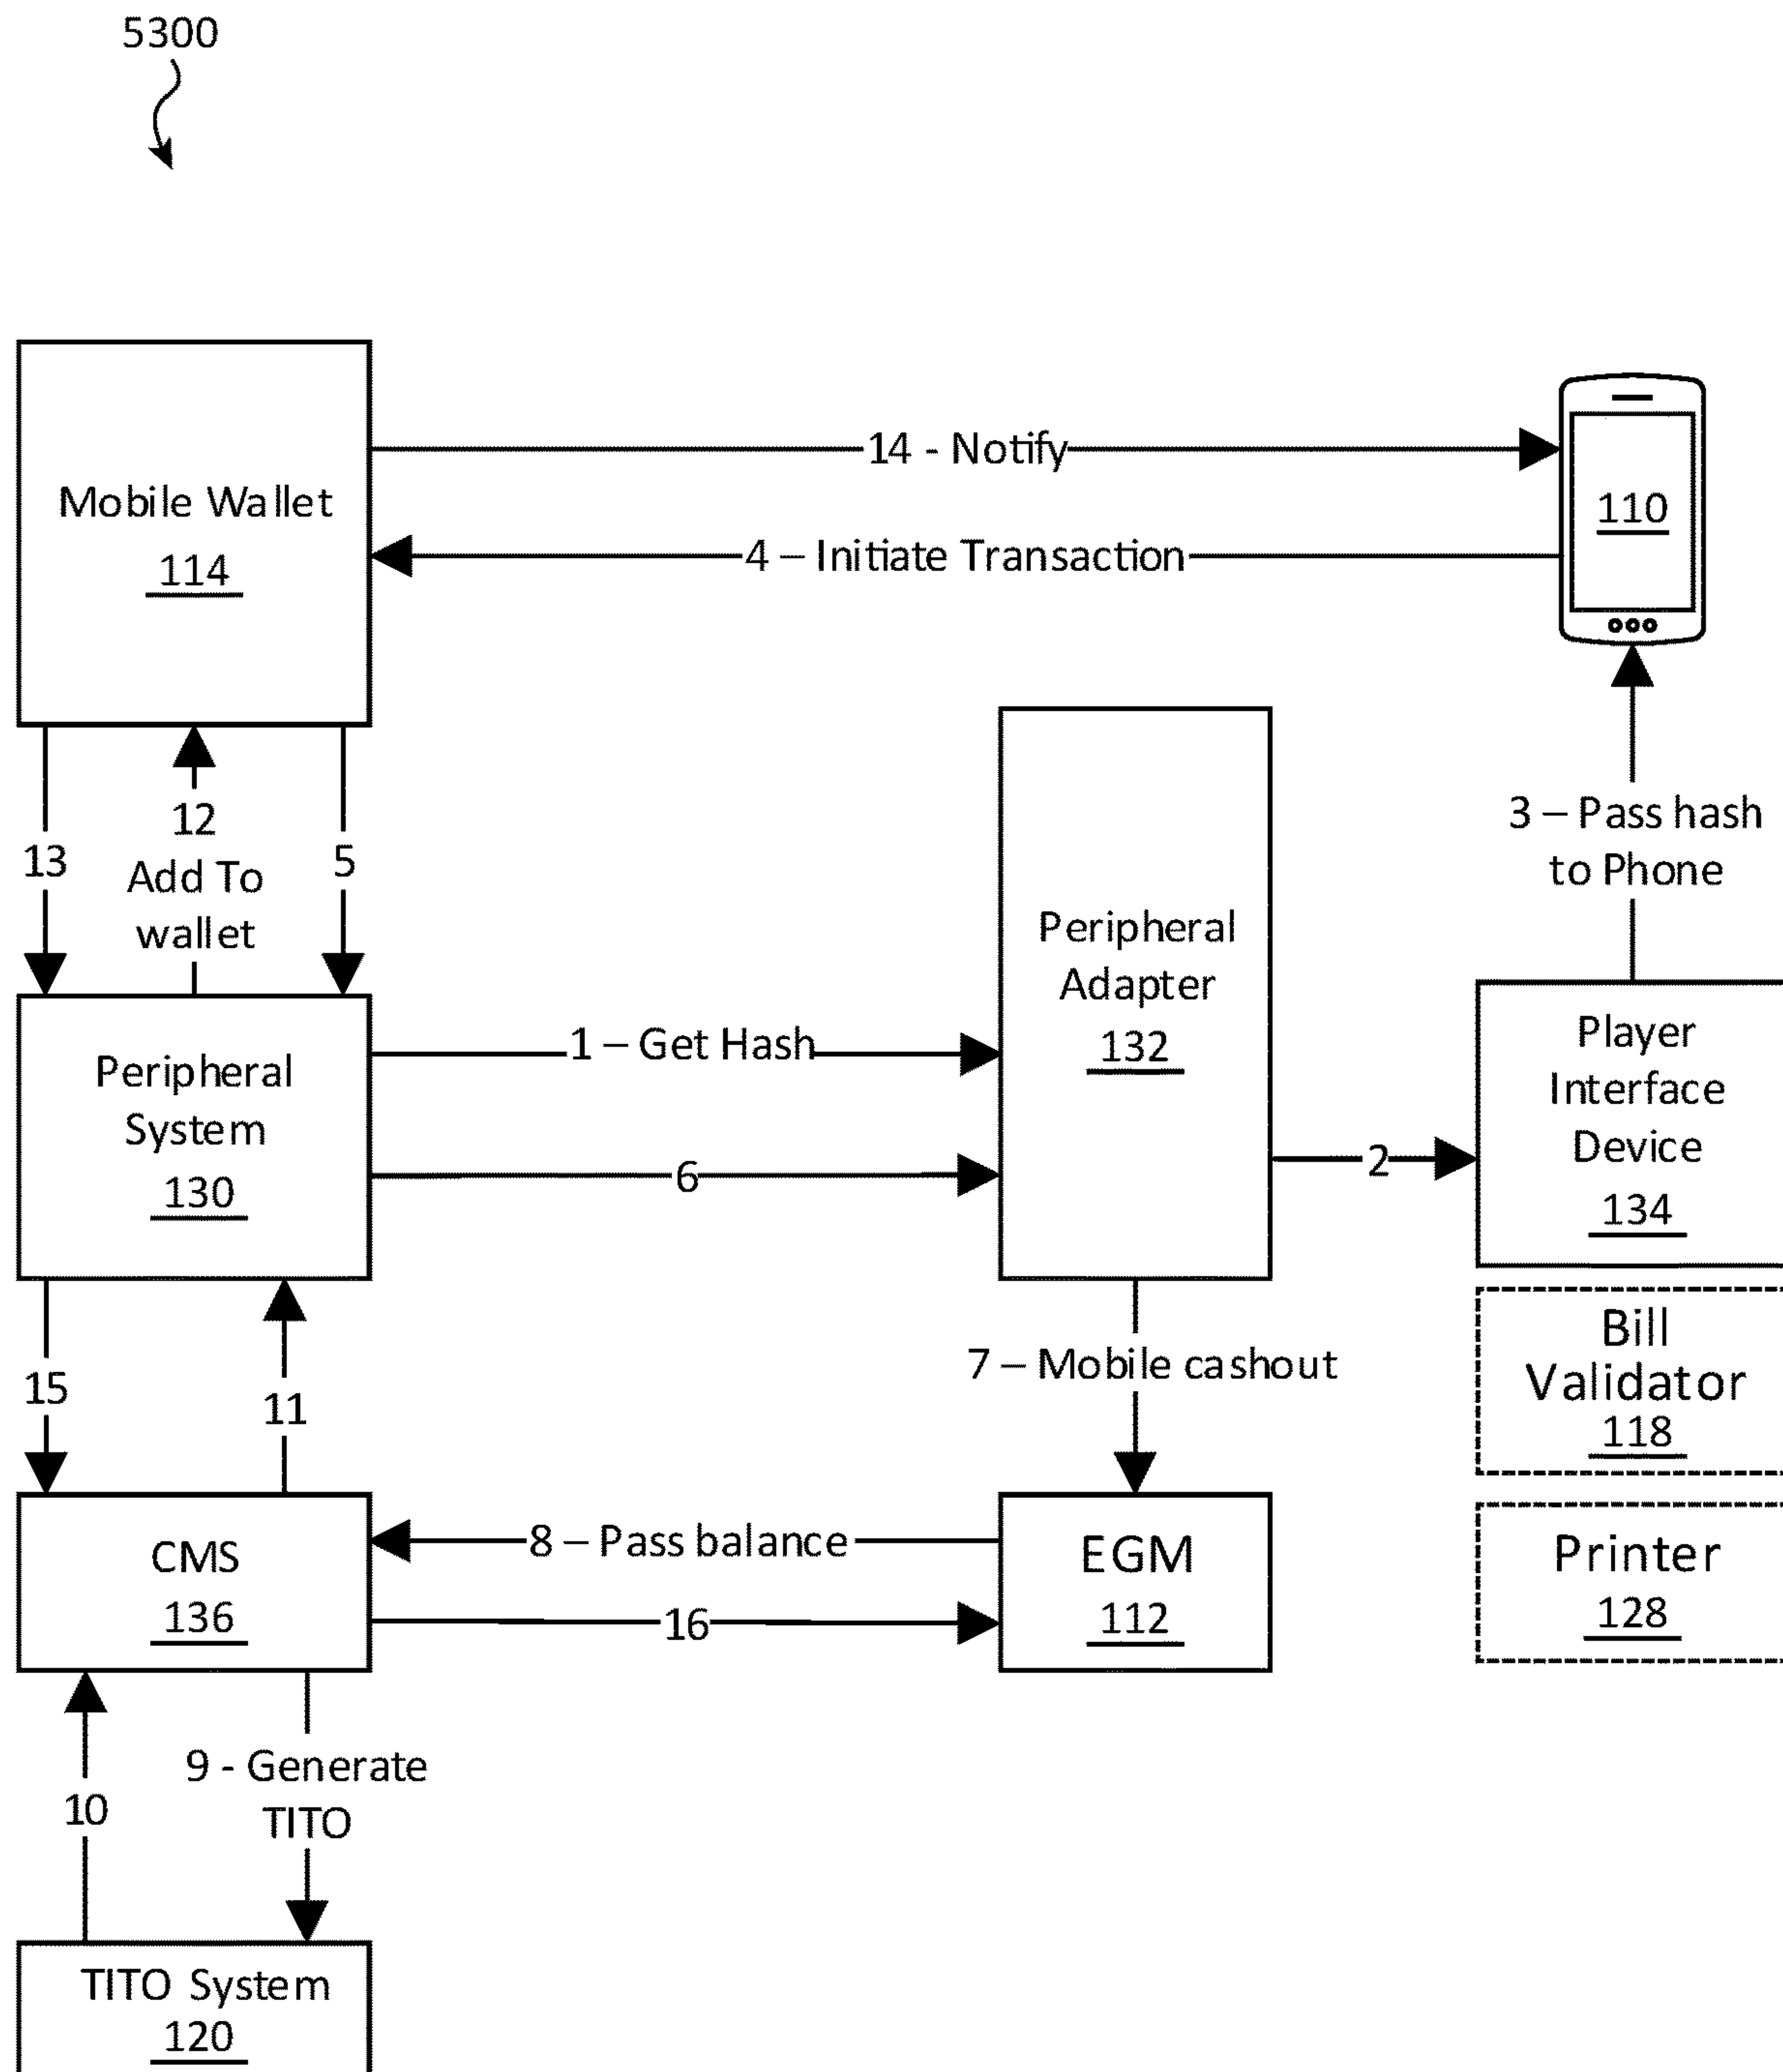 5300
Mobile Wallet
114
14 - Notify
4 – Initiate Transaction
110
13
12
Add To
wallet
5
3 – Pass hash
to Phone
Peripheral
System
130
1 – Get Hash
6
Peripheral
Adapter
132
2
Player
Interface
Device
134
15
11
7 – Mobile cashout
Bill
Validator
118
CMS
136
8 – Pass balance
16
EGM
112
Printer
128
10
9 - Generate
TITO
TITO System
120